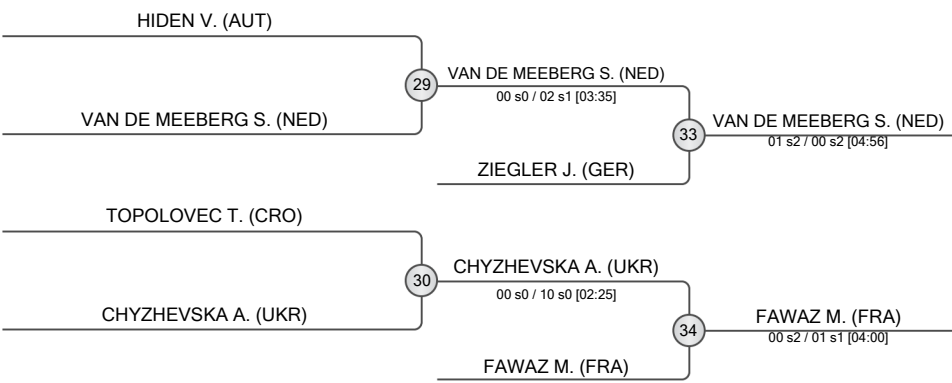 HIDEN V. (AUT)
29
VAN DE MEEBERG S. (NED)
00 s0 / 02 s1 [03:35]
VAN DE MEEBERG S. (NED)
33
VAN DE MEEBERG S. (NED)
01 s2 / 00 s2 [04:56]
ZIEGLER J. (GER)
TOPOLOVEC T. (CRO)
30
CHYZHEVSKA A. (UKR)
00 s0 / 10 s0 [02:25]
CHYZHEVSKA A. (UKR)
34
FAWAZ M. (FRA)
00 s2 / 01 s1 [04:00]
FAWAZ M. (FRA)